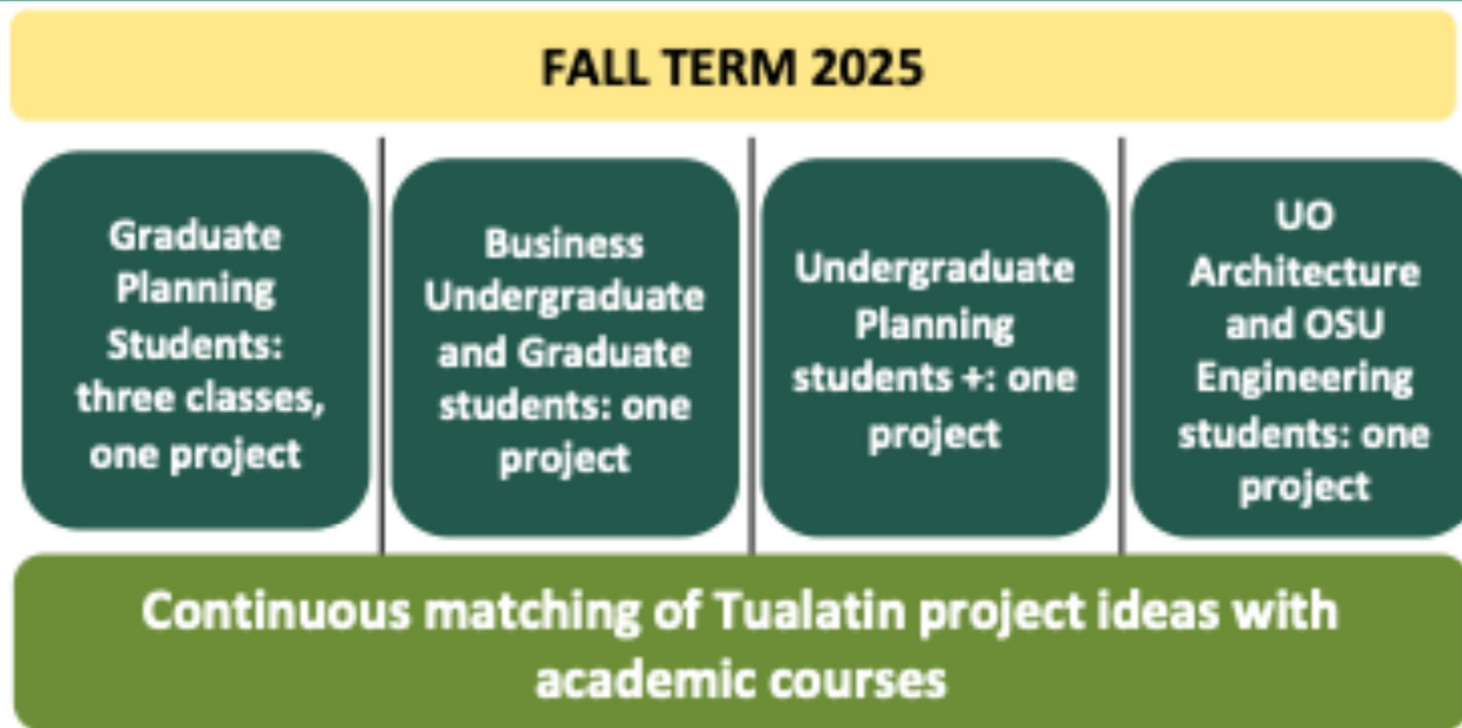 FALL TERM 2025
Graduate
Planning
Students:
three classes,
one project
Business
Undergraduate
and Graduate
students: one
project
Undergraduate
Planning
students +: one
project
UO
Architecture
and OSU
Engineering
students: one
project
Continuous matching of Tualatin project ideas with
academic courses